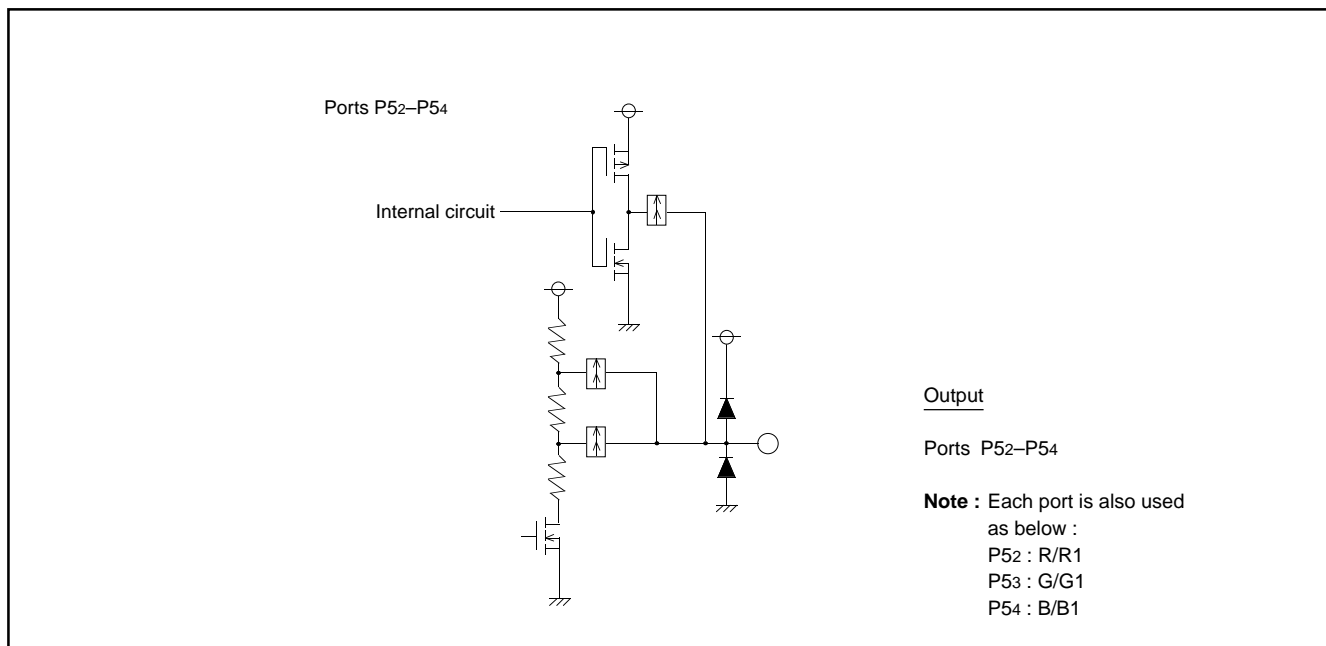 Ports P52–P54
Internal circuit
Output
Ports P52–P54
Note : Each port is also used
as below :
P52 : R/R1
P53 : G/G1
P54 : B/B1